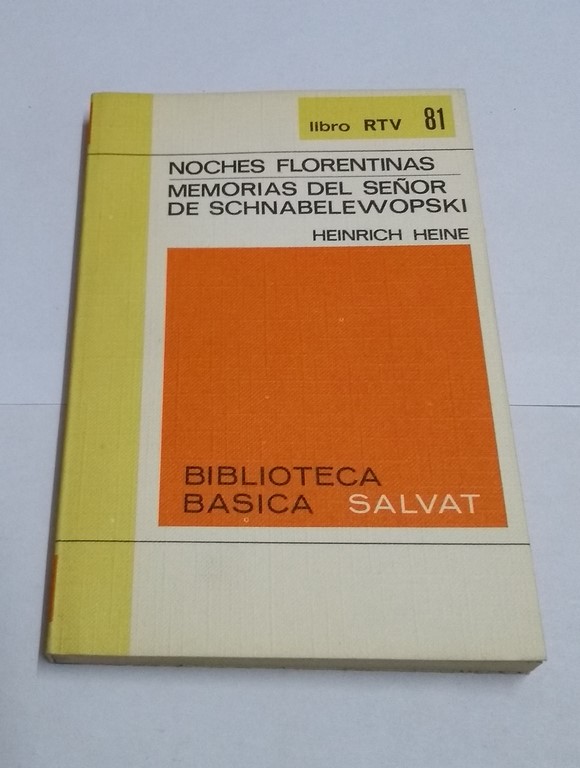 libro RTV 81
NOCHES FLORENTINAS
MEMORIAS DEL SEÑOR
DE SCHNABELEWOPSKI
HEINRICH HEINE
BIBLIOTECA
BASICA SALVAT